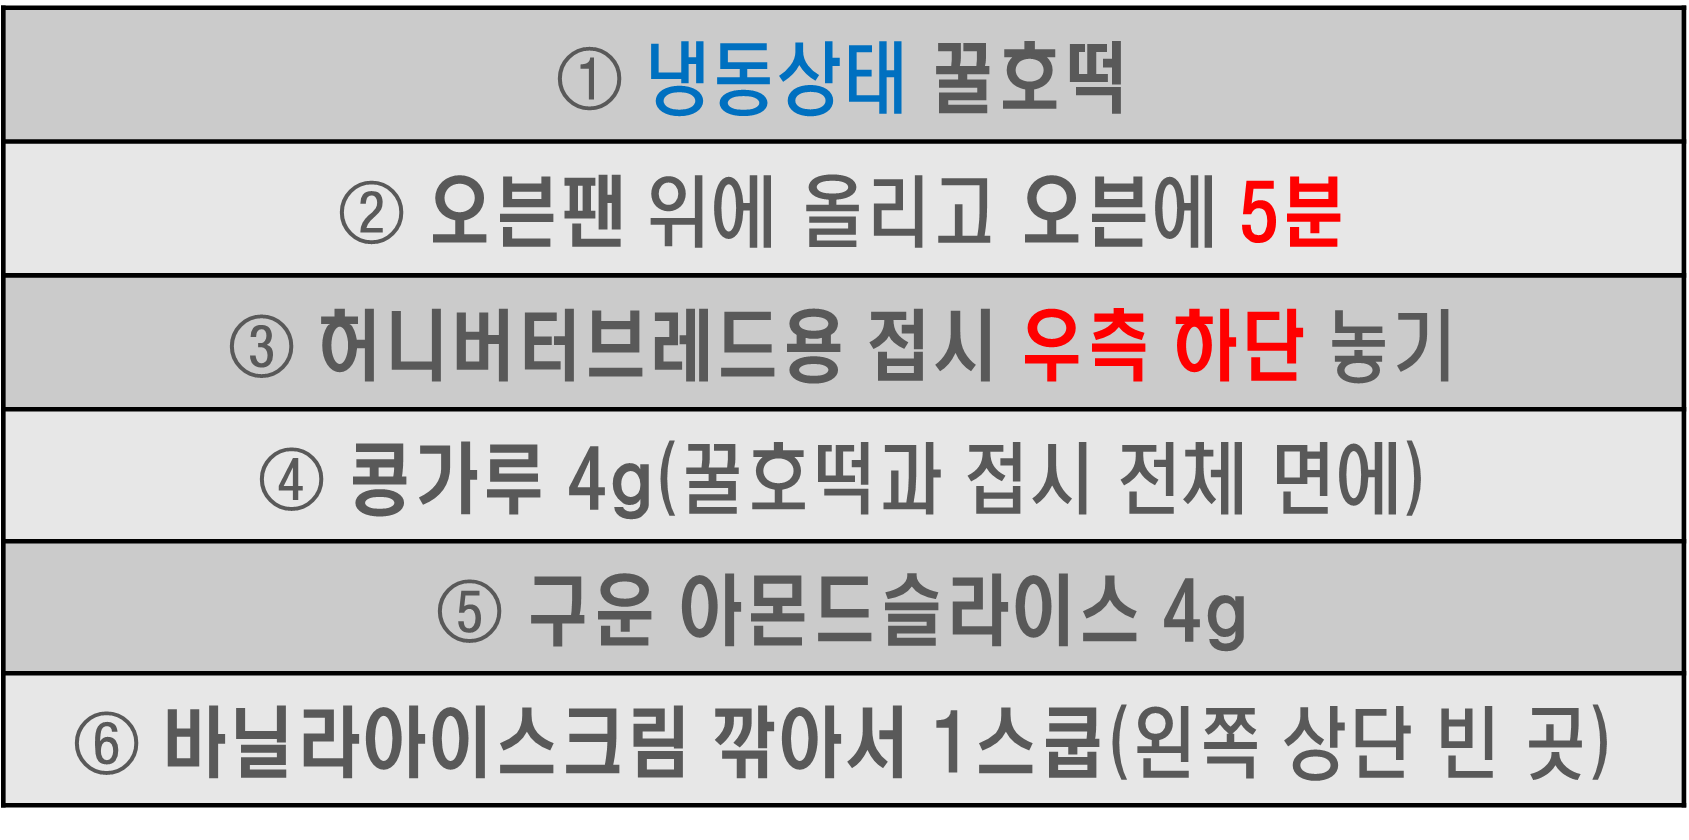 ① 냉동상태 꿀호떡
② 오븐팬 위에 올리고 오븐에 5분
③ 허니버터브레드용 접시 우측 하단 놓기
④ 콩가루 4g(꿀호떡과 접시 전체 면에)
⑤ 구운 아몬드슬라이스 4g
⑥ 바닐라아이스크림 깎아서 1스쿱(왼쪽 상단 빈 곳)